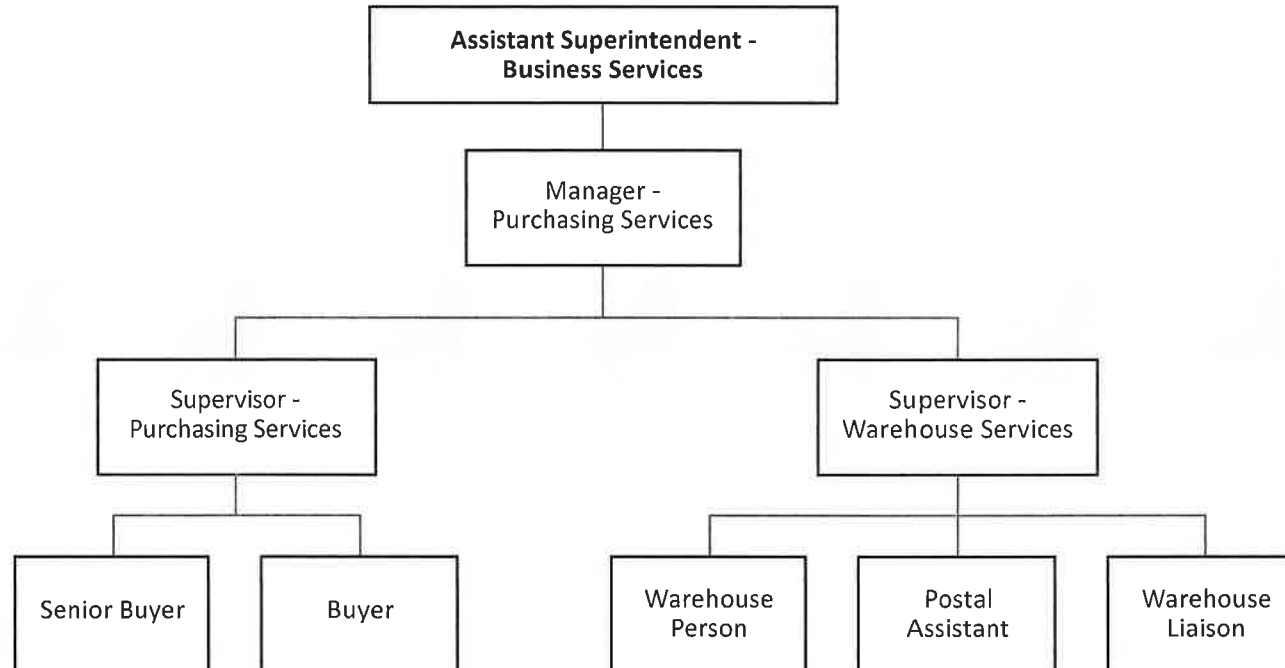 Assistant Superintendent -
Business Services
Manager -
Purchasing Services
Supervisor -
Purchasing Services
Supervisor -
Warehouse Services
Senior Buyer
Buyer
Warehouse
Person
Postal
Assistant
Warehouse
Liaison